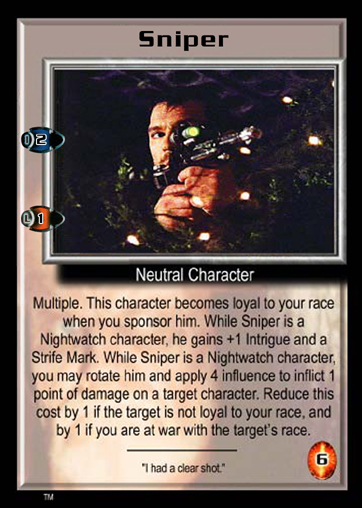 Sniper
I 2
L 1
Neutral Character
Multiple. This character becomes loyal to your race
when you sponsor him. While Sniper is a
Nightwatch character, he gains +1 Intrigue and a
Strife Mark. While Sniper is a Nightwatch character,
you may rotate him and apply 4 influence to inflict 1
point of damage on a target character. Reduce this
cost by 1 if the target is not loyal to your race, and
by 1 if you are at war with the target's race.
"I had a clear shot."
6
TM